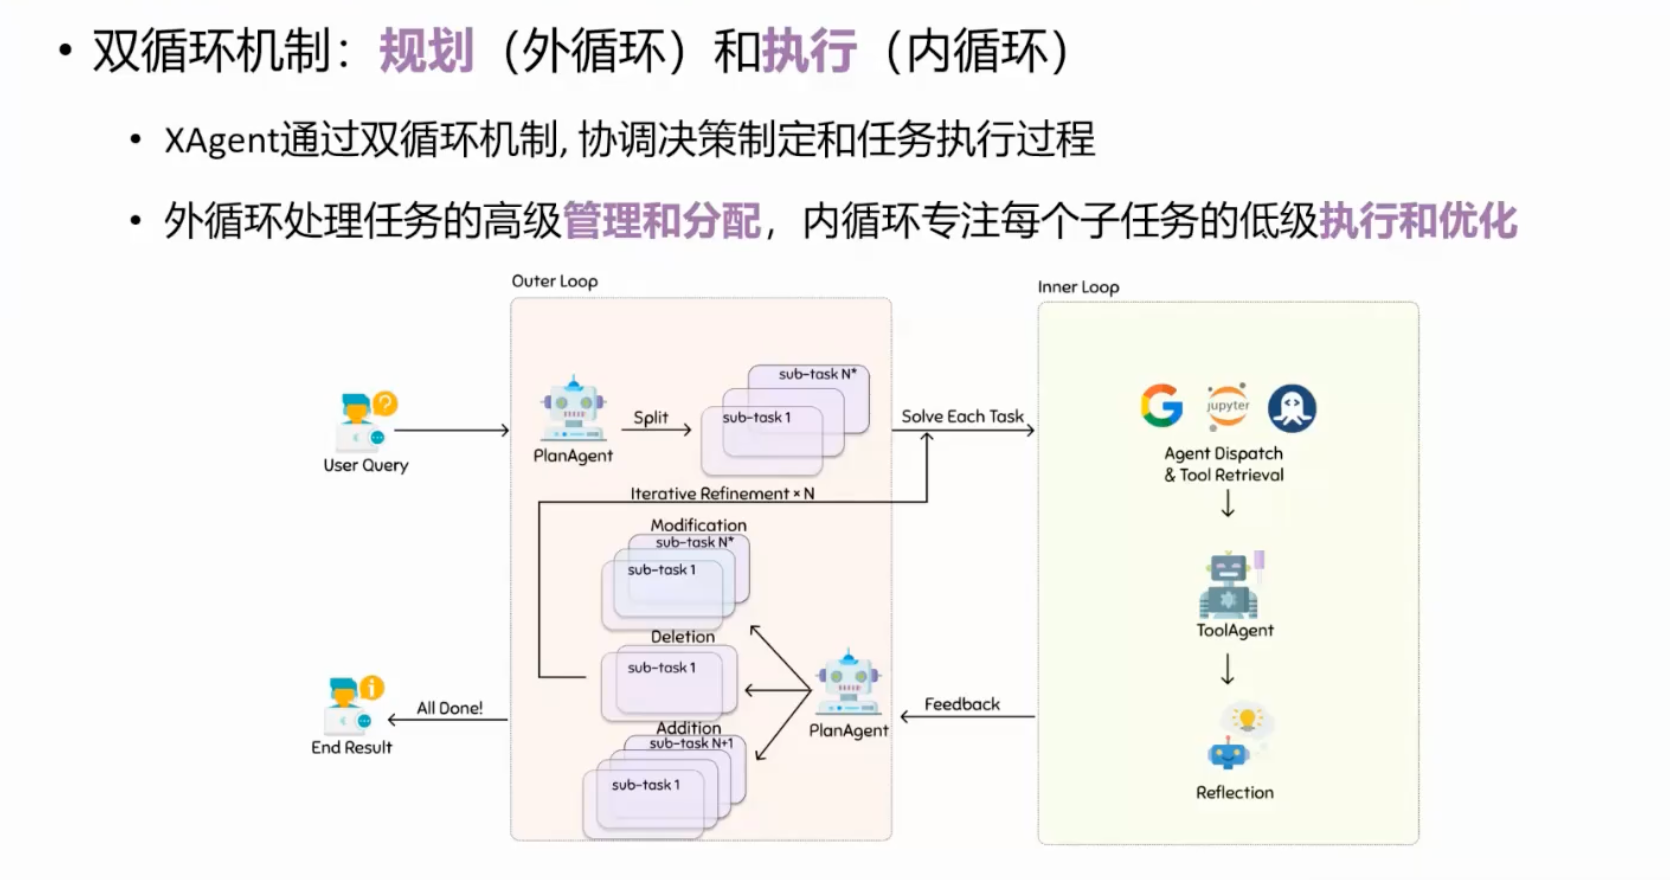 • 双循环机制：规划（外循环）和执行（内循环）
• XAgent通过双循环机制, 协调决策制定和任务执行过程
• 外循环处理任务的高级管理和分配，内循环专注每个子任务的低级执行和优化
Outer Loop
Inner Loop
sub-task N*
sub-task 1
Split
PlanAgent
User Query
Solve Each Task
jupyter
Agent Dispatch
& Tool Retrieval
Iterative Refinement × N
Modification
sub-task N*
sub-task 1
Deletion
sub-task 1
Addition
sub-task N+1
sub-task 1
PlanAgent
Feedback
ToolAgent
Reflection
All Done!
End Result